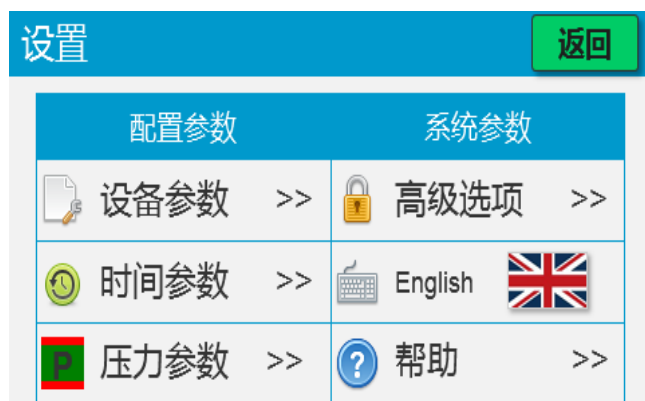 设置 返回
配置参数 系统参数
设备参数 >> 高级选项 >>
时间参数 >> English
P 压力参数 >> ? 帮助 >>